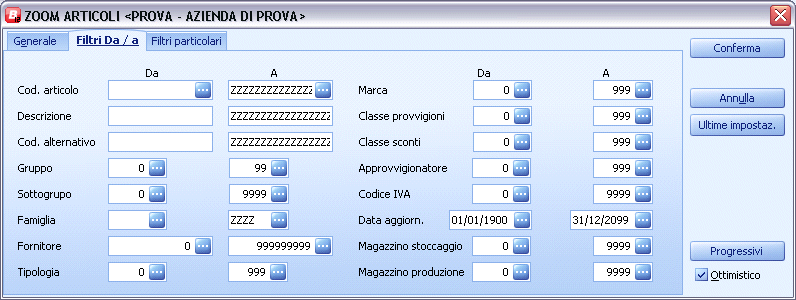 ZOOM ARTICOLI <PROVA - AZIENDA DI PROVA>
Generale Filtri Da / a Filtri particolari
Da A Da A
Cod. articolo ZZZZZZZZZZZZZZ Marca 0 999
Descrizione ZZZZZZZZZZZZZZZZ Classe provvigioni 0 999
Cod. alternativo ZZZZZZZZZZZZZZZZ Classe sconti 0 999
Gruppo 0 99 Approvvigionatore 0 999
Sottogrupo 0 9999 Codice IVA 0 9999
Famiglia ZZZZ Data aggiorn. 01/01/1900 31/12/2099
Fornitore 0 999999999 Magazzino stoccaggio 0 9999
Tipologia 0 999 Magazzino produzione 0 9999
Conferma
Annulla
Ultime impostaz.
Progressivi
Ottimistico